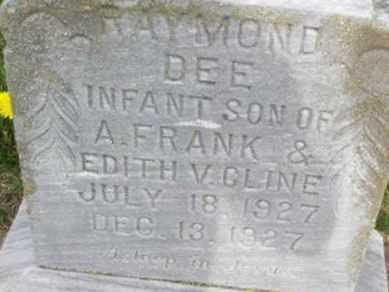 RAYMOND
DEE
INFANT SON OF
A. FRANK &
EDITH V. CLINE
JULY 18, 1927
DEC. 13, 1927
Asleep in Jesus